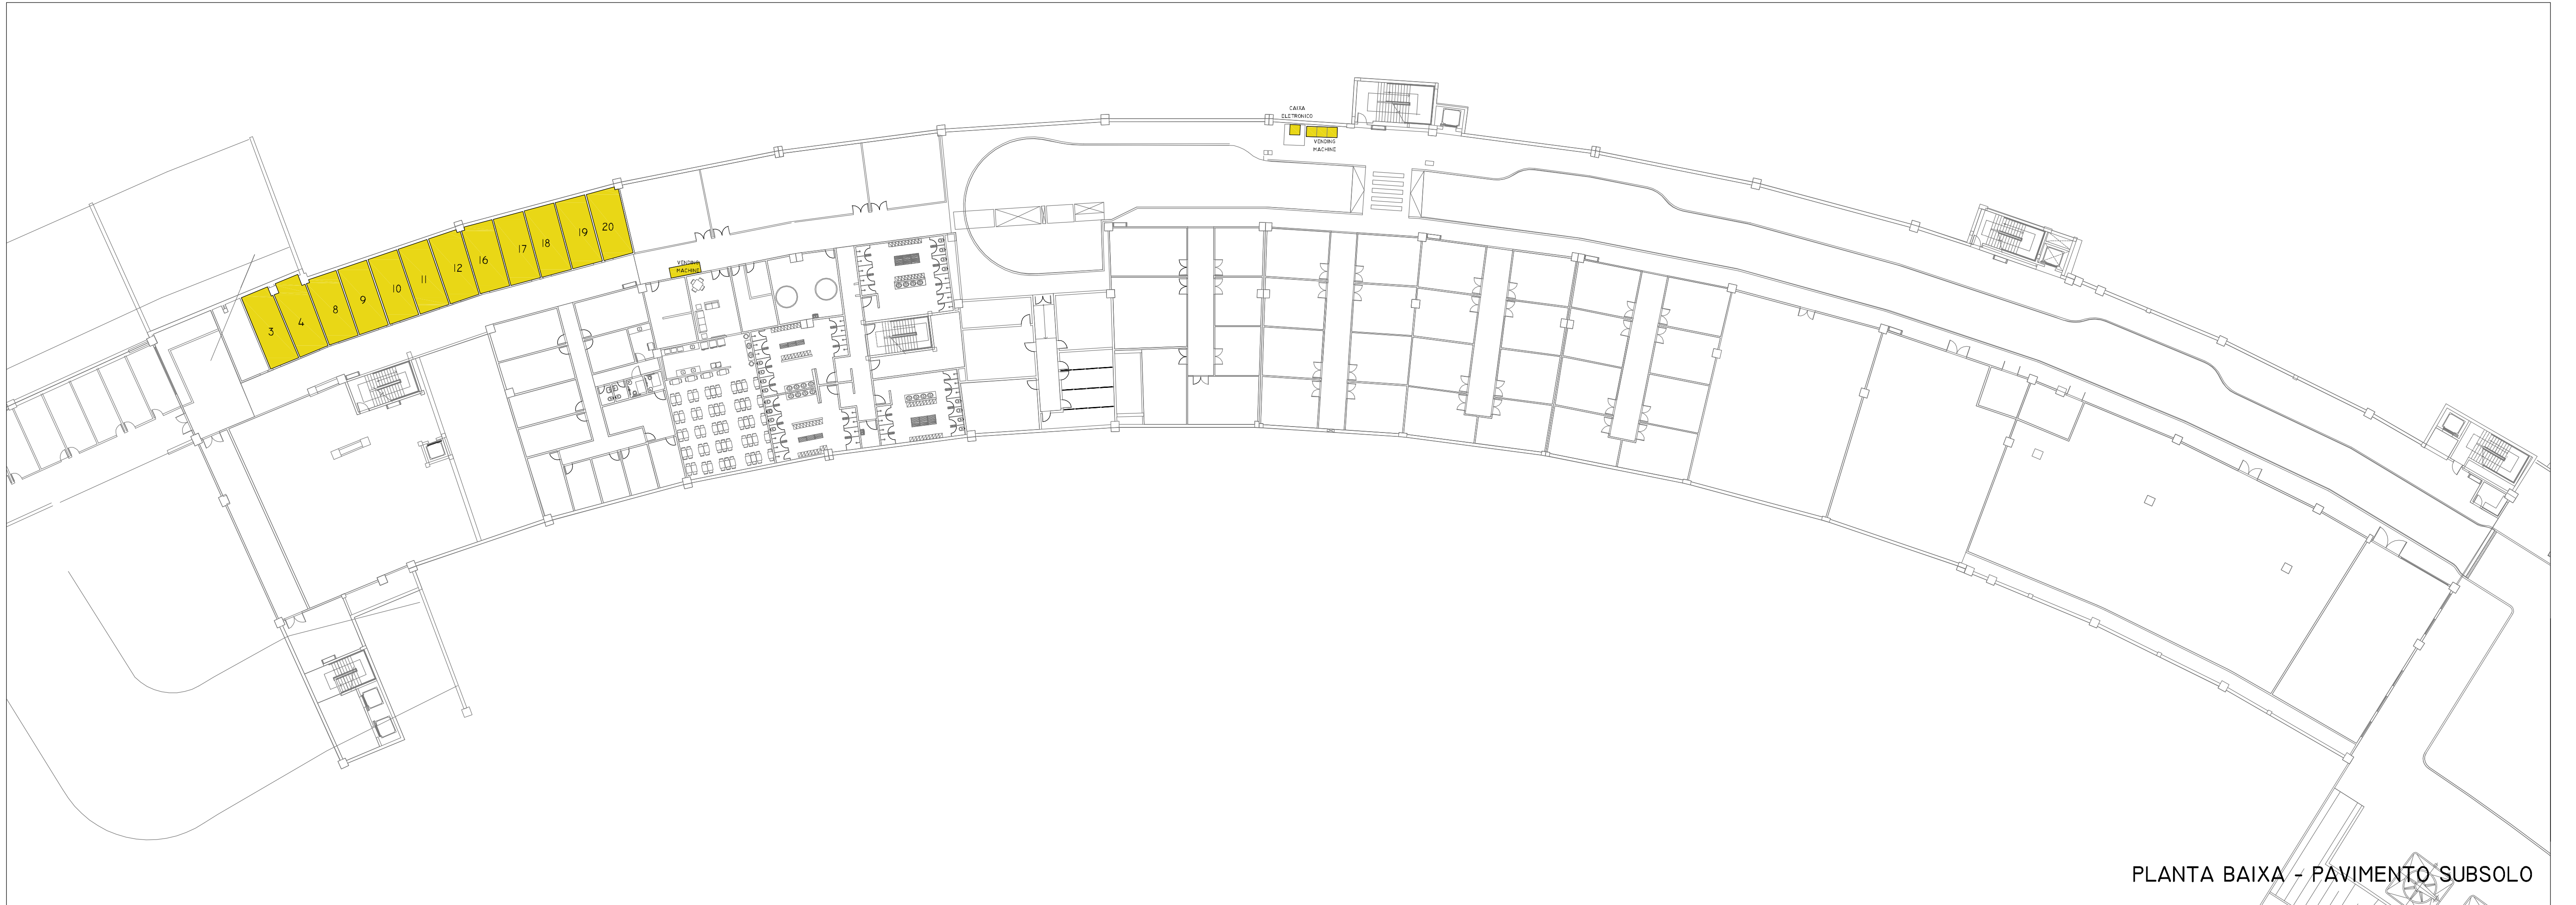 CAIXA
ELETRONICO
VENDING
MACHINE
20
19
18
17
16
12
11
10
9
8
4
3
VENDING
MACHINE
PLANTA BAIXA - PAVIMENTO SUBSOLO